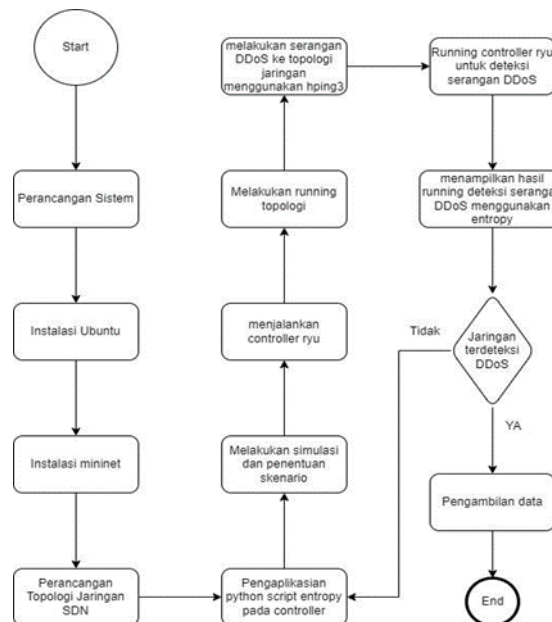 Start
Perancangan Sistem
Instalasi Ubuntu
Instalasi mininet
Perancangan
Topologi Jaringan
SDN
Pengaplikasian
python script entropy
pada controller
Melakukan simulasi
dan penentuan
skenario
menjalankan
controller ryu
Melakukan running
topologi
melakukan serangan
DDoS ke topologi
jaringan
menggunakan hping3
Running controller ryu
untuk deteksi
serangan DDoS
menampilkan hasil
running deteksi serangan
DDoS menggunakan
entropy
Jaringan
terdeteksi
DDoS
Tidak
YA
Pengambilan data
End